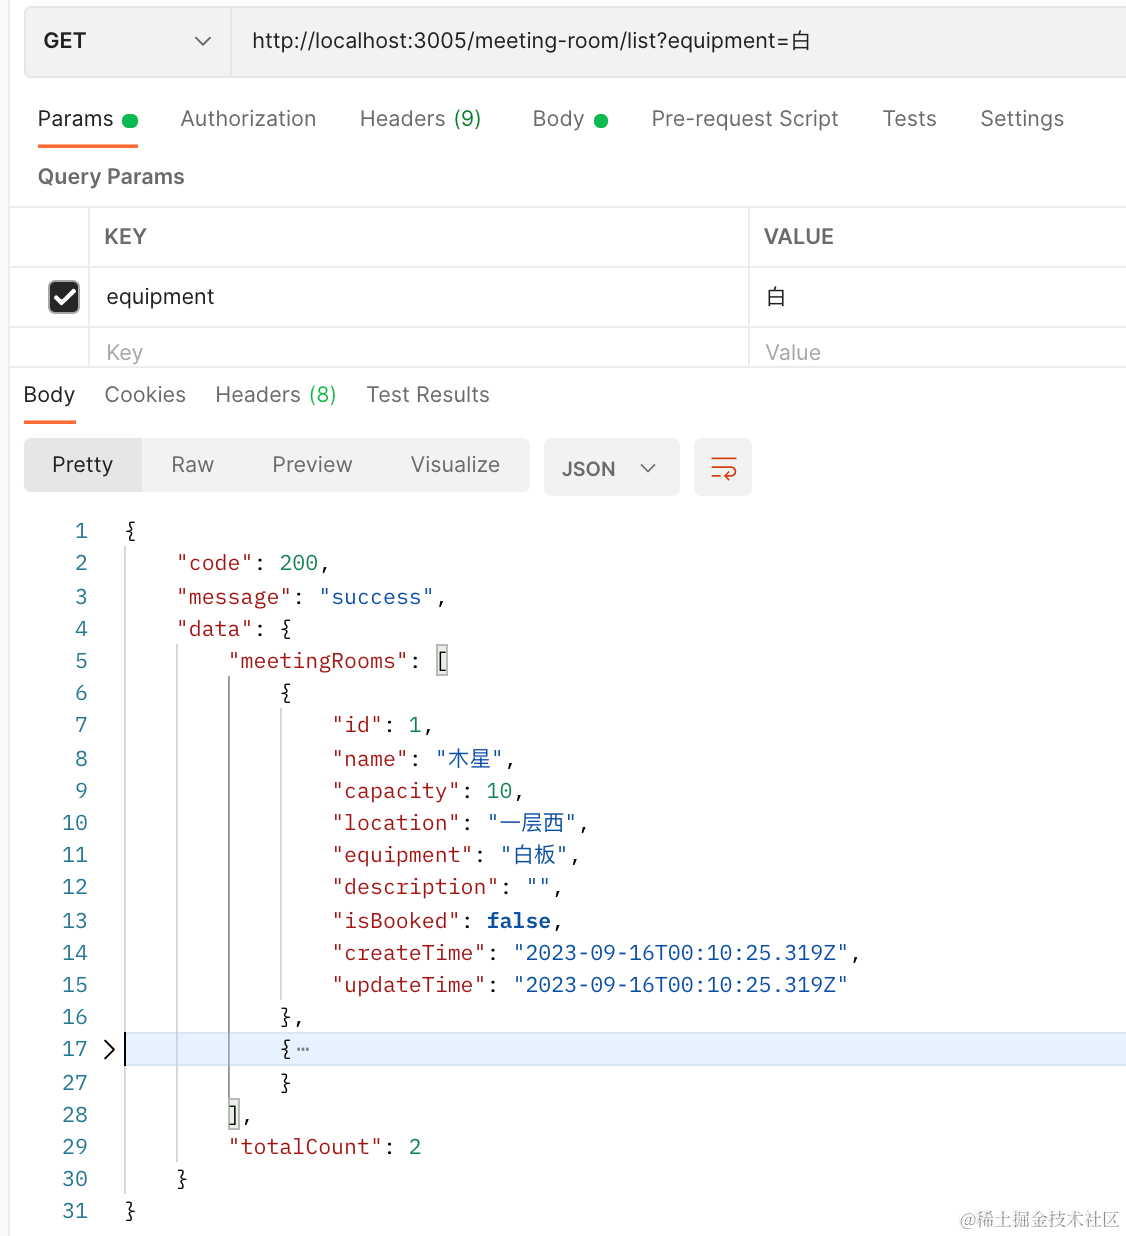 GET http://localhost:3005/meeting-room/list?equipment=白
Params Authorization Headers (9) Body Pre-request Script Tests Settings
Query Params
KEY VALUE
equipment 白
Key Value
Body Cookies Headers (8) Test Results
Pretty Raw Preview Visualize JSON
1 {
2 "code": 200,
3 "message": "success",
4 "data": {
5 "meetingRooms": [
6 {
7 "id": 1,
8 "name": "木星",
9 "capacity": 10,
10 "location": "一层西",
11 "equipment": "白板",
12 "description": "",
13 "isBooked": false,
14 "createTime": "2023-09-16T00:10:25.319Z",
15 "updateTime": "2023-09-16T00:10:25.319Z"
16 },
17 {…
27 }
28 ],
29 "totalCount": 2
30 }
31 }
@稀土掘金技术社区